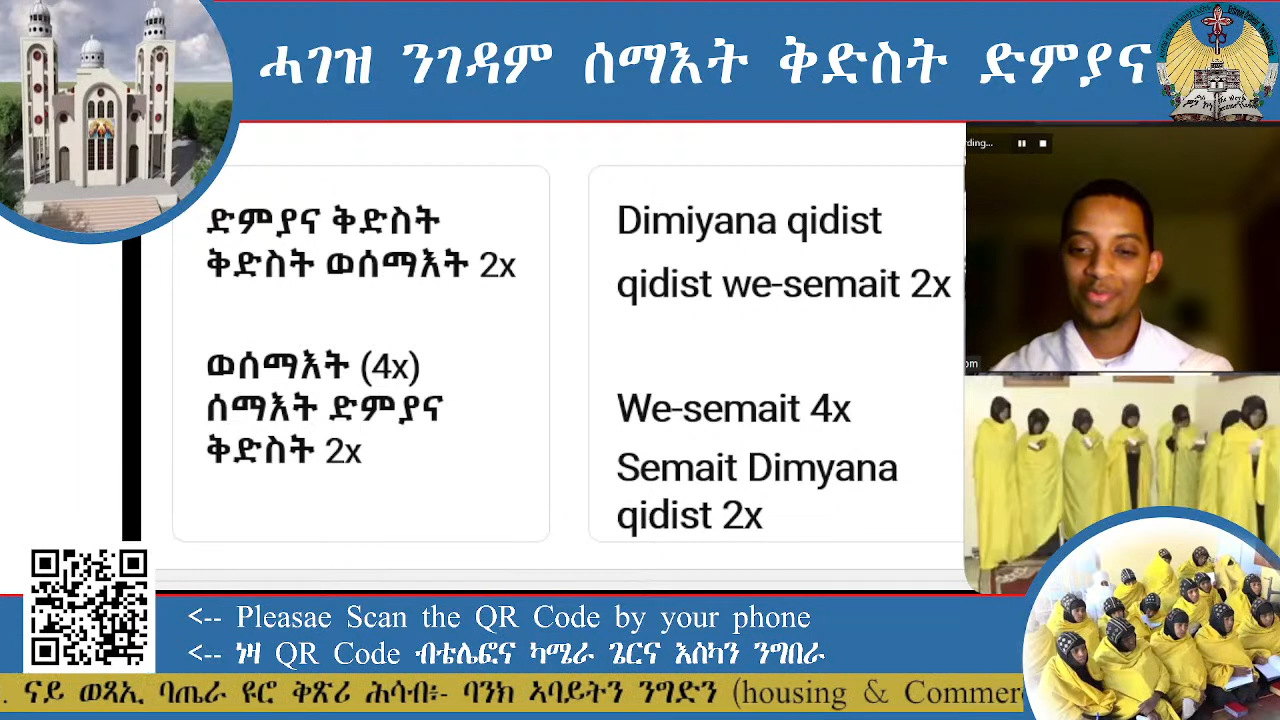 ሓገዝ ንገዳም ሰማእት ቅድስት ድምያና
ድምያና ቅድስት
ቅድስት ወሰማእት 2x
ወሰማእት (4x)
ሰማእት ድምያና
ቅድስት 2x
Dimiyana qidist
qidist we-semait 2x
We-semait 4x
Semait Dimyana
qidist 2x
<-- Pleasae Scan the QR Code by your phone
<-- ነዛ QR Code ብቴሌፎና ካሜራ ጌርና እስካን ንግበራ
. ናይ ወጻኢ ባጤራ ዩሮ ቅጽሪ ሕሳብ፥- ባንክ ኣባይትን ንግድን (housing & Commer